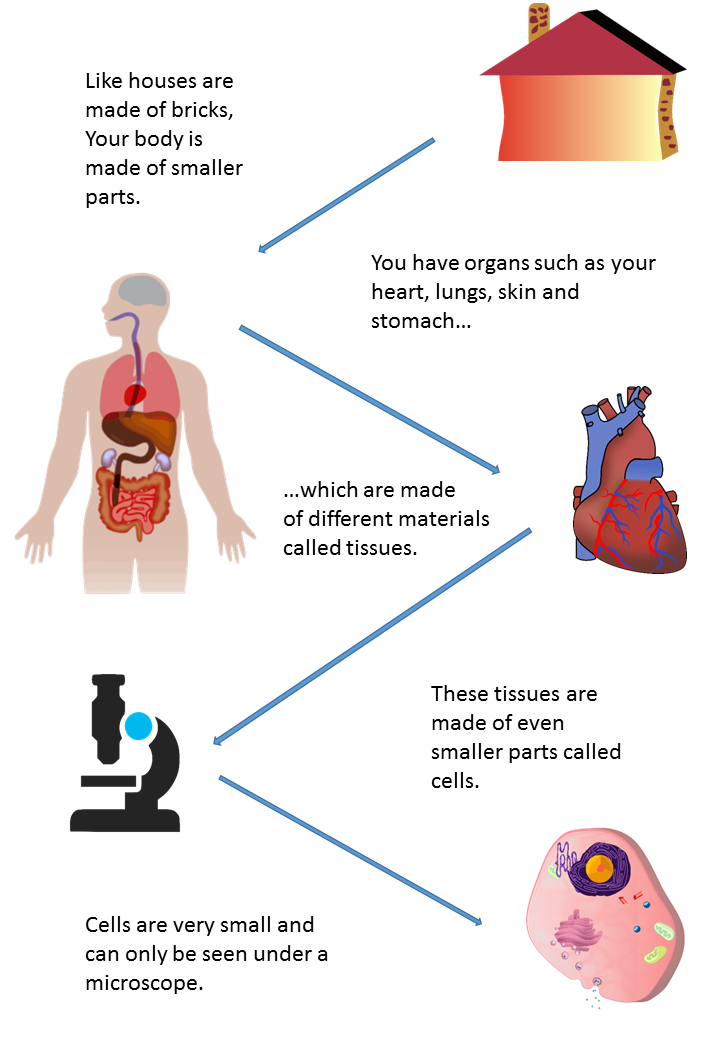 Like houses are
made of bricks,
Your body is
made of smaller
parts.
You have organs such as your
heart, lungs, skin and
stomach…
…which are made
of different materials
called tissues.
These tissues are
made of even
smaller parts called
cells.
Cells are very small and
can only be seen under a
microscope.